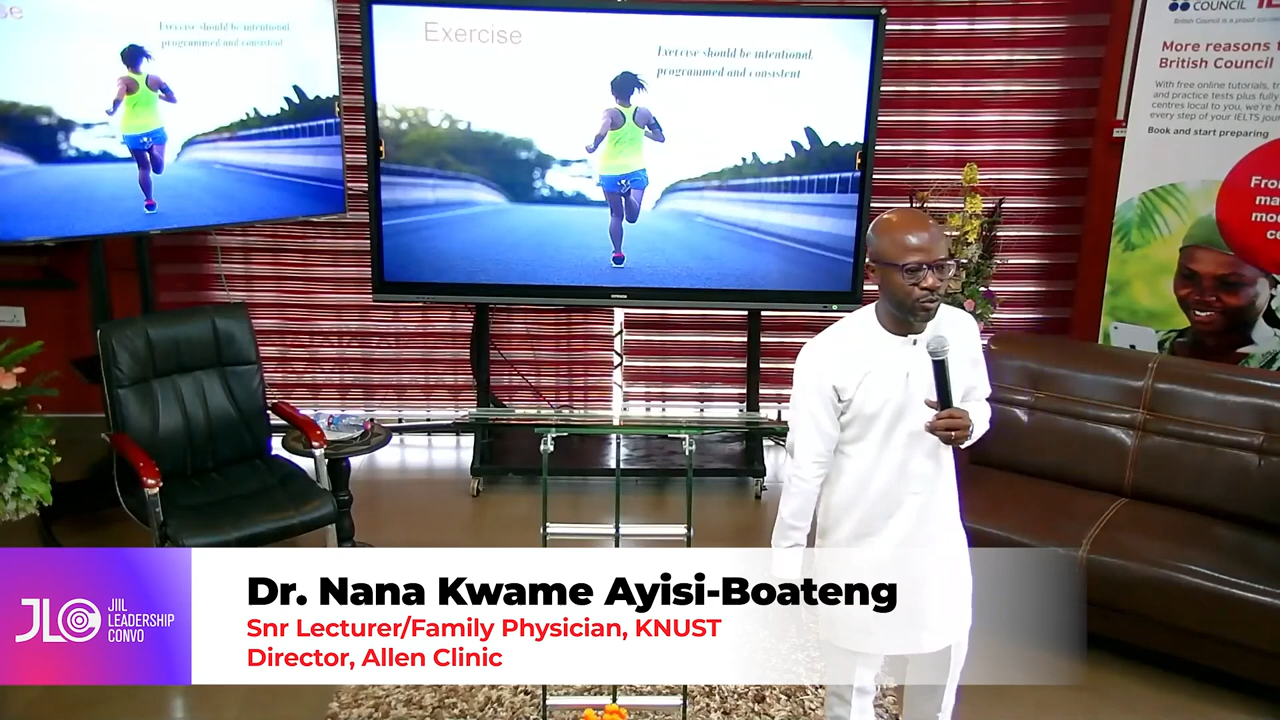 Exercise should be intentional,
programmed and consistent
Exercise
Exercise should be intentional,
programmed and consistent
COUNCIL
British Council is a proud
More reasons
British Council
With free online tutorials,
and practice tests plus fully
centres local to you, we're
every step of your IELTS
Book and start preparing
JLC
JIIL
LEADERSHIP
CONVO
Dr. Nana Kwame Ayisi-Boateng
Snr Lecturer/Family Physician, KNUST
Director, Allen Clinic